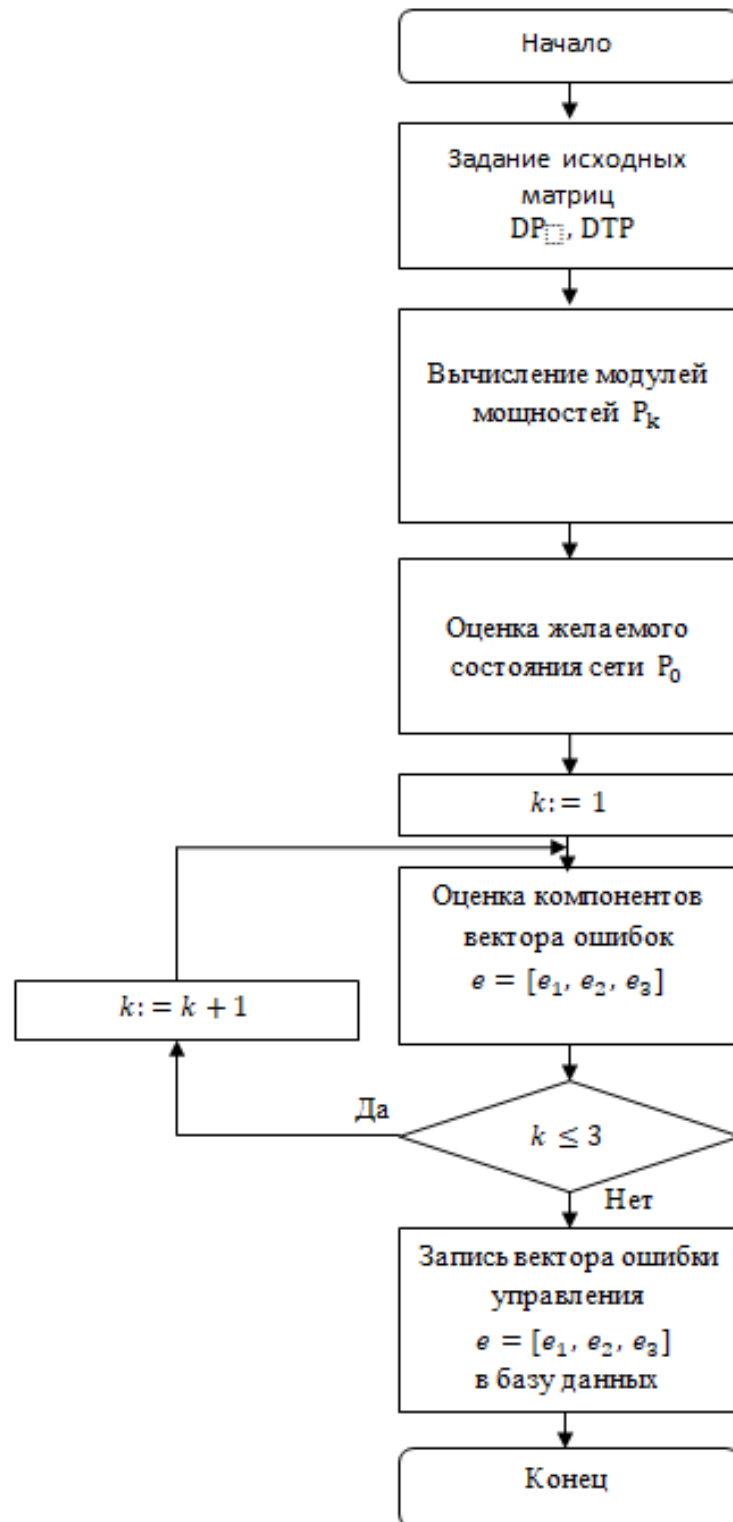 Начало
Задание исходных
матриц
DP, DTP
Вычисление модулей
мощностей P_k
Оценка желаемого
состояния сети P_0
k:= 1
Оценка компонентов
вектора ошибок
e = [e_1, e_2, e_3]
k:= k + 1
Да
k ≤ 3
Нет
Запись вектора ошибки
управления
e = [e_1, e_2, e_3]
в базу данных
Конец